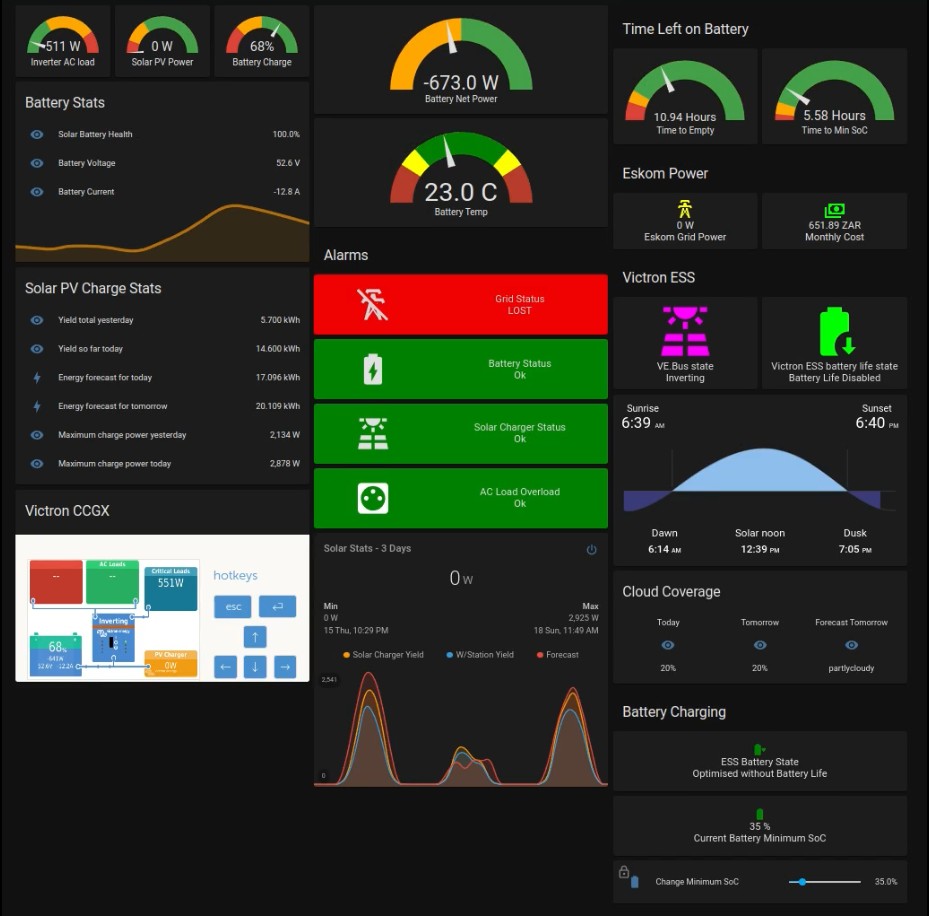 511 W
Inverter AC load
0 W
Solar PV Power
68%
Battery Charge
Battery Stats
Solar Battery Health 100.0%
Battery Voltage 52.6 V
Battery Current -12.8 A
Solar PV Charge Stats
Yield total yesterday 5.700 kWh
Yield so far today 14.600 kWh
Energy forecast for today 17.096 kWh
Energy forecast for tomorrow 20.109 kWh
Maximum charge power yesterday 2,134 W
Maximum charge power today 2,878 W
Victron CCGX
AC Loads
Critical Loads
--
--
551W
Inverting
68%
PV Charger
0W
hotkeys
esc
-673.0 W
Battery Net Power
23.0 C
Battery Temp
Alarms
Grid Status
LOST
Battery Status
Ok
Solar Charger Status
Ok
AC Load Overload
Ok
Solar Stats - 3 Days
0 W
Min
0 W
15 Thu, 10:29 PM
Max
2,925 W
18 Sun, 11:49 AM
Solar Charger Yield W/Station Yield Forecast
2,541
0
Time Left on Battery
10.94 Hours
Time to Empty
5.58 Hours
Time to Min SoC
Eskom Power
0 W
Eskom Grid Power
651.89 ZAR
Monthly Cost
Victron ESS
VE.Bus state
Inverting
Victron ESS battery life state
Battery Life Disabled
Sunrise
6:39 AM
Sunset
6:40 PM
Dawn
6:14 AM
Solar noon
12:39 PM
Dusk
7:05 PM
Cloud Coverage
Today Tomorrow Forecast Tomorrow
20% 20% partlycloudy
Battery Charging
ESS Battery State
Optimised without Battery Life
35 %
Current Battery Minimum SoC
Change Minimum SoC 35.0%